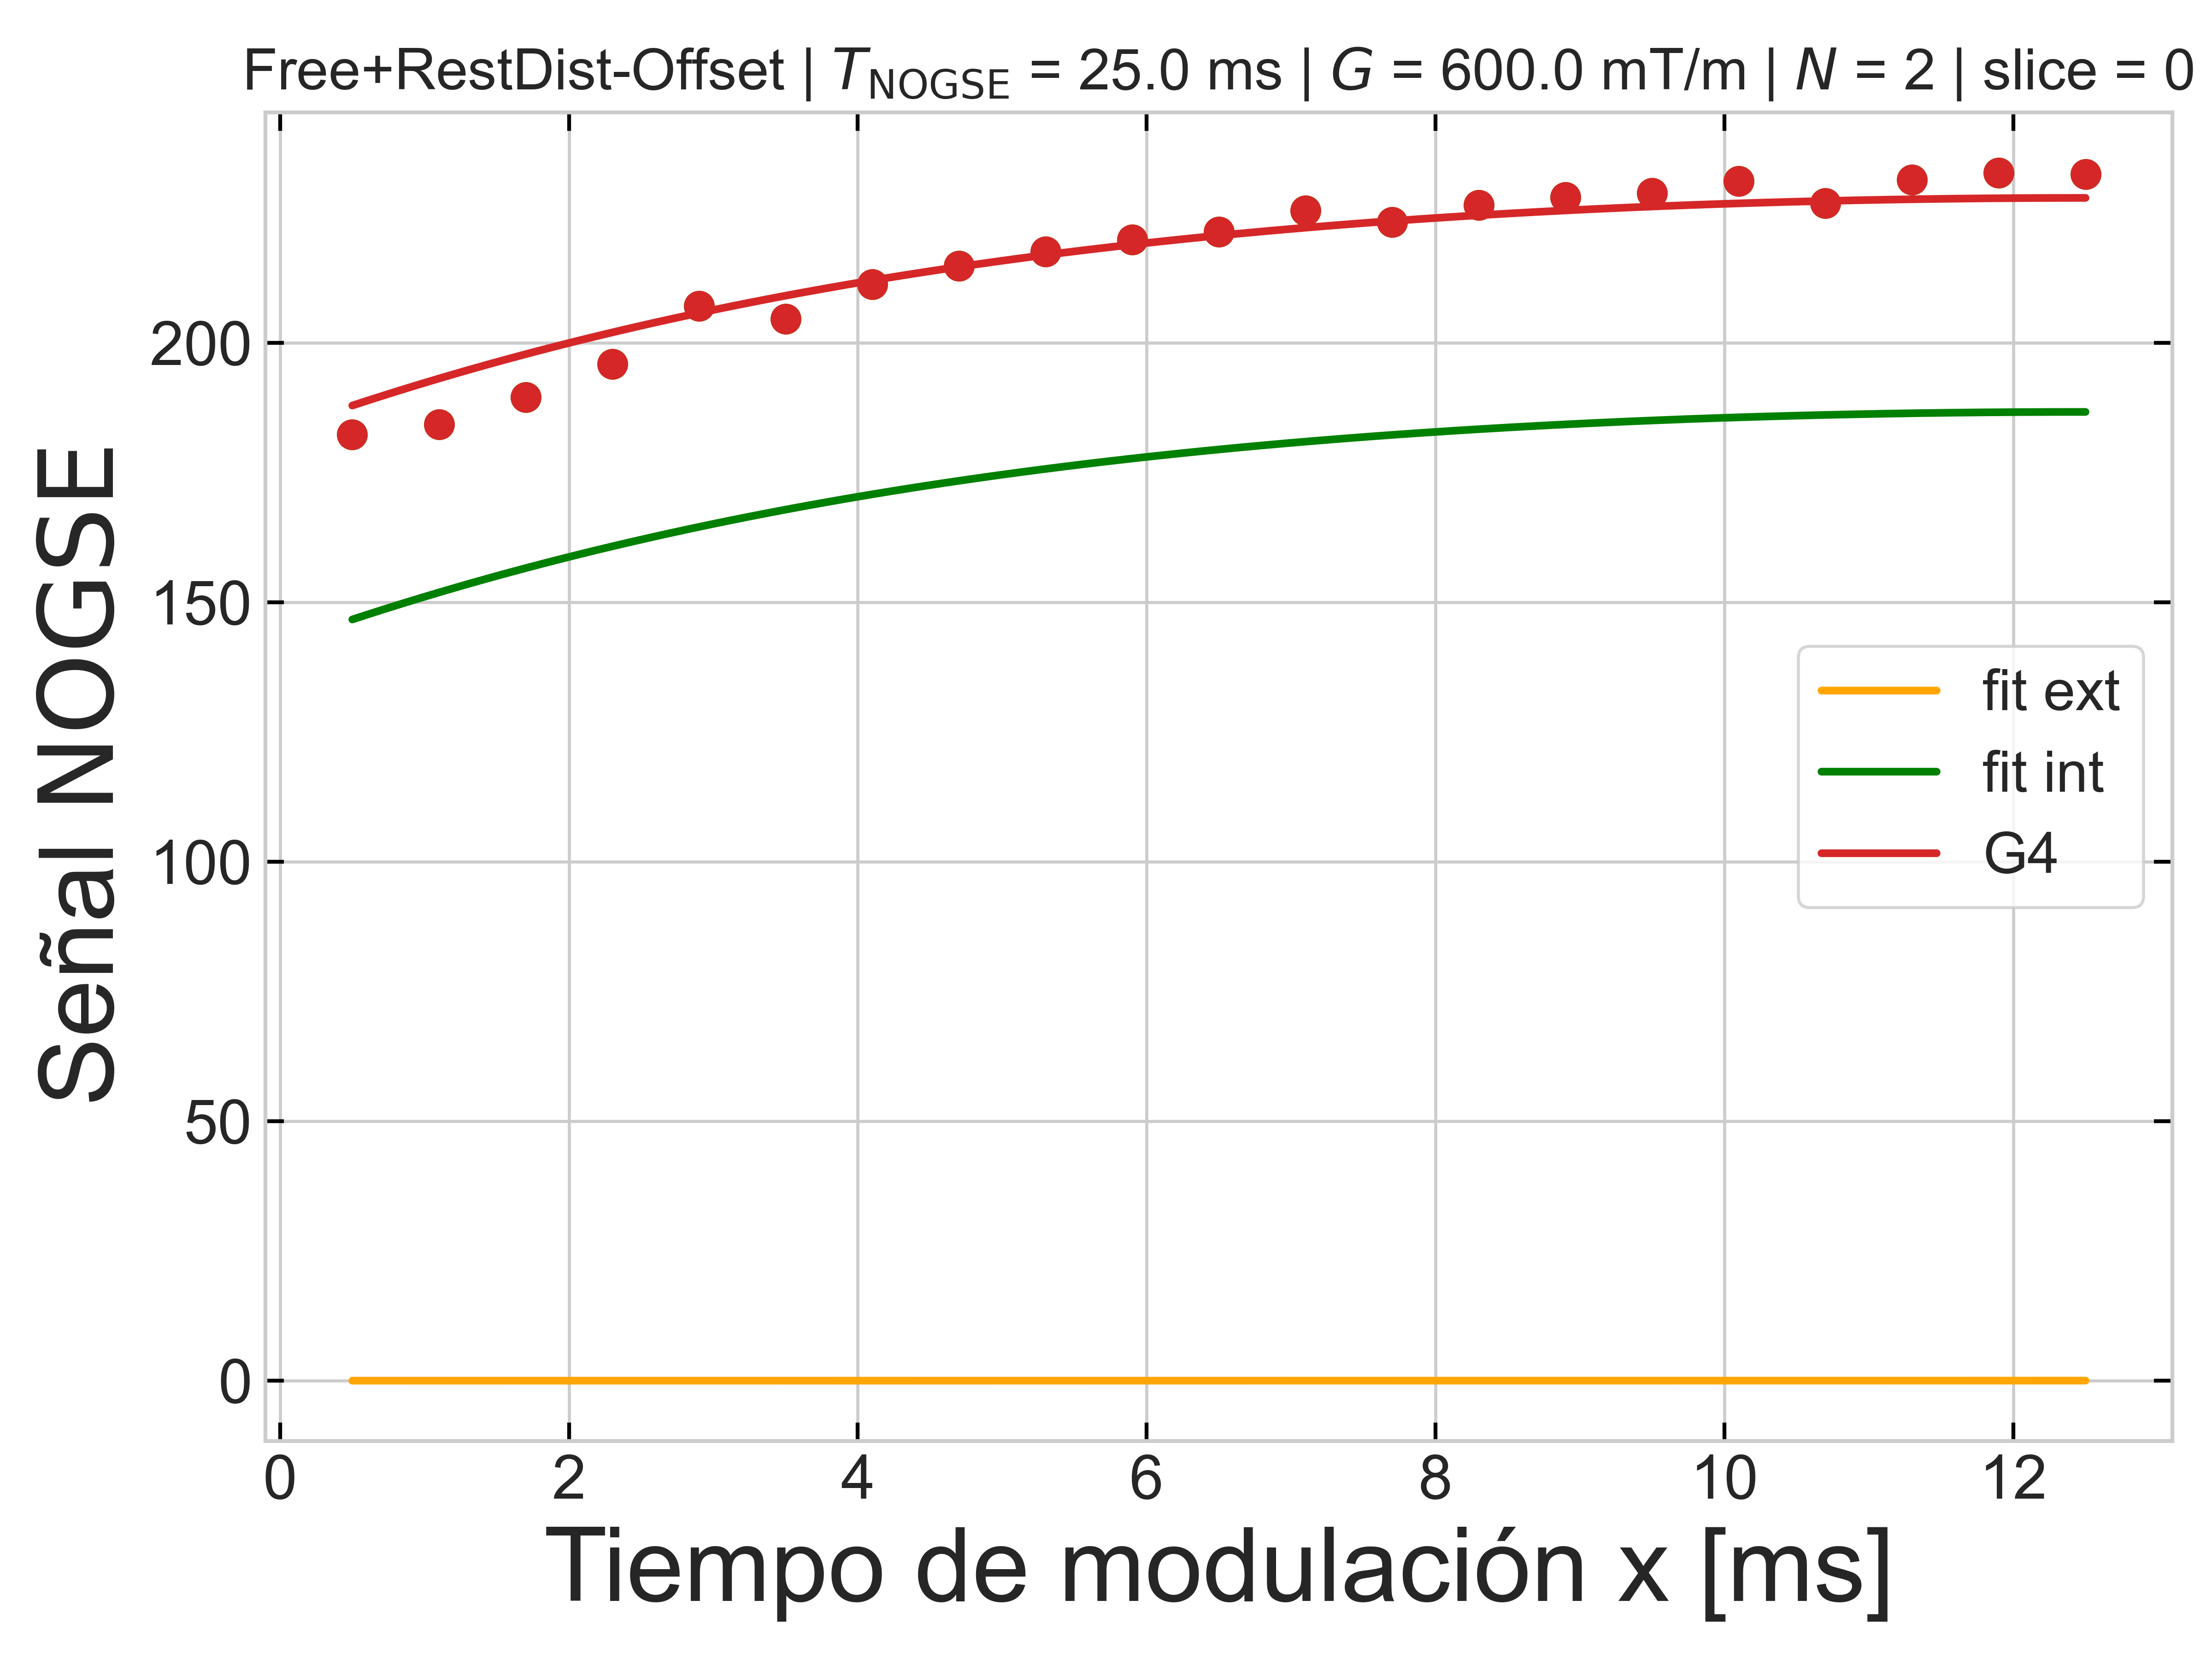 Free+RestDist-Offset | T_NOGSE = 25.0 ms | G = 600.0 mT/m | N = 2 | slice = 0
Señal NOGSE
200
150
100
50
0
fit ext
fit int
G4
0 2 4 6 8 10 12
Tiempo de modulación x [ms]